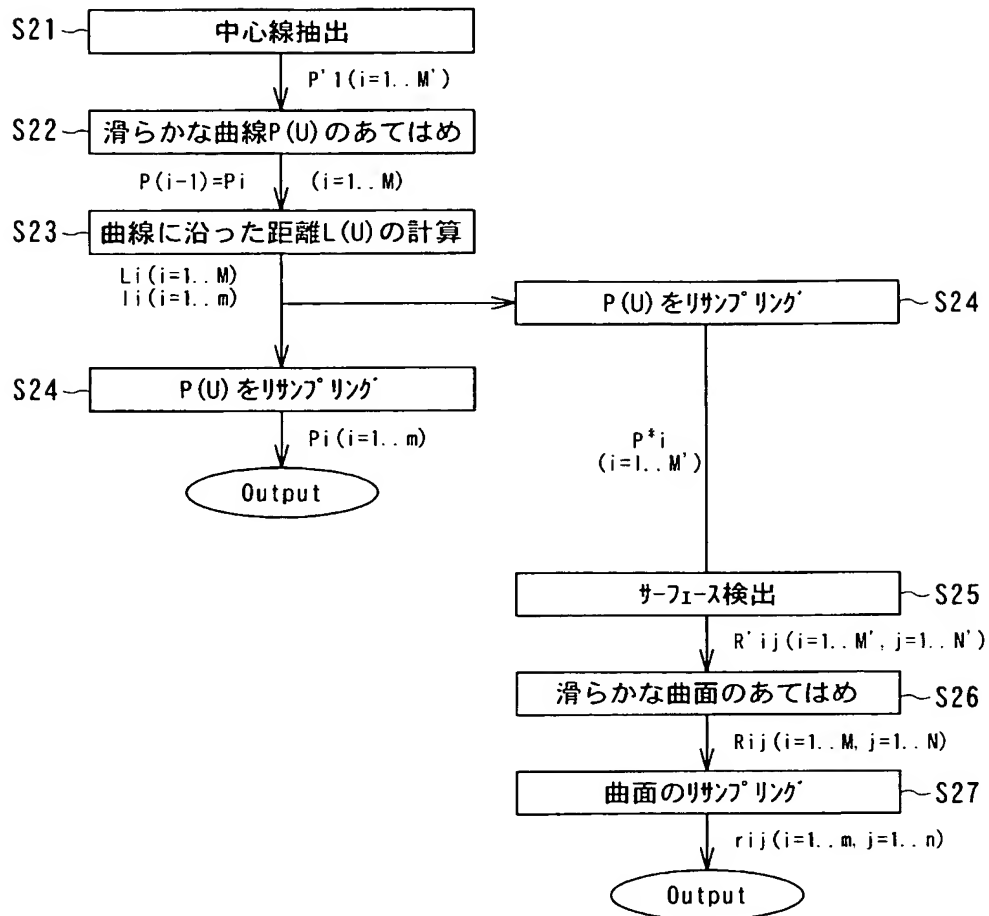 S21 中心線抽出
P'1(i=1..M')
S22 滑らかな曲線P(U)のあてはめ
P(i-1)=Pi (i=1..M)
S23 曲線に沿った距離L(U)の計算
Li(i=1..M)
li(i=1..m)
P(U)をﾘｻﾝﾌﾟﾘﾝｸﾞ S24
S24 P(U)をﾘｻﾝﾌﾟﾘﾝｸﾞ
Pi(i=1..m)
Output
P*i
(i=1..M')
ｻｰﾌｪｰｽ検出 S25
R'ij(i=1..M', j=1..N')
滑らかな曲面のあてはめ S26
Rij(i=1..M, j=1..N)
曲面のﾘｻﾝﾌﾟﾘﾝｸﾞ S27
rij(i=1..m, j=1..n)
Output